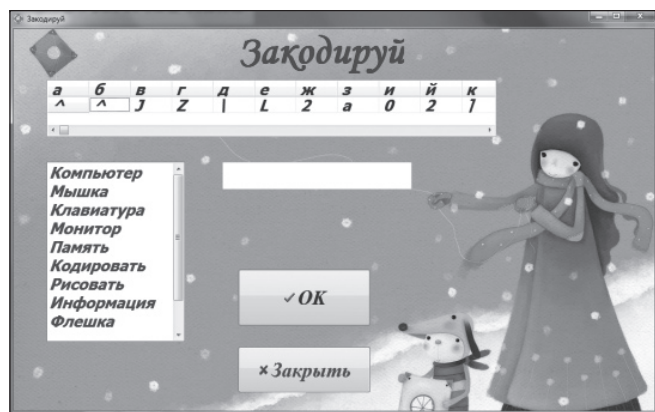 Закодируй
Закодируй
а б в г д е ж з и й к
^ ^ J Z | L 2 a 0 2 ]
Компьютер
Мышка
Клавиатура
Монитор
Память
Кодировать
Рисовать
Информация
Флешка
✓ OK
× Закрыть